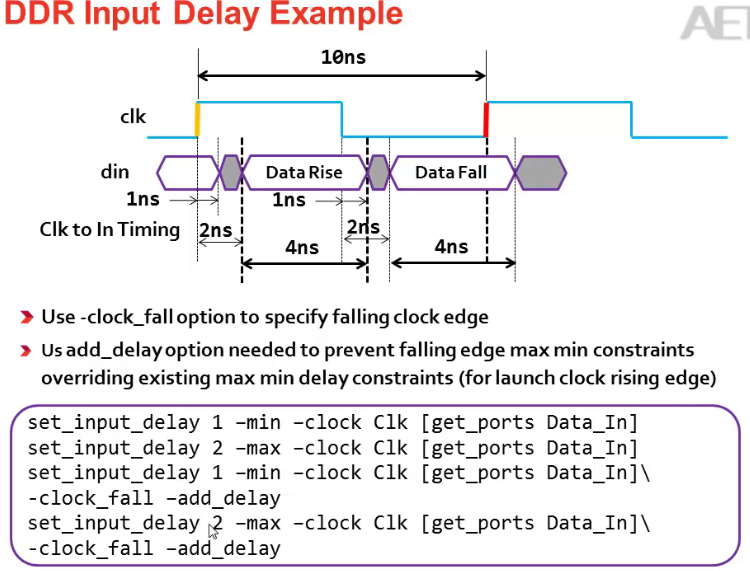 DDR Input Delay Example
AE
10ns
clk
din
Data Rise
Data Fall
1ns
1ns
Clk to In Timing
2ns
2ns
4ns
4ns
Use -clock_fall option to specify falling clock edge
Us add_delay option needed to prevent falling edge max min constraints
overriding existing max min delay constraints (for launch clock rising edge)
set_input_delay 1 –min –clock Clk [get_ports Data_In]
set_input_delay 2 –max –clock Clk [get_ports Data_In]
set_input_delay 1 –min –clock Clk [get_ports Data_In]\
-clock_fall –add_delay
set_input_delay 2 –max –clock Clk [get_ports Data_In]\
-clock_fall –add_delay